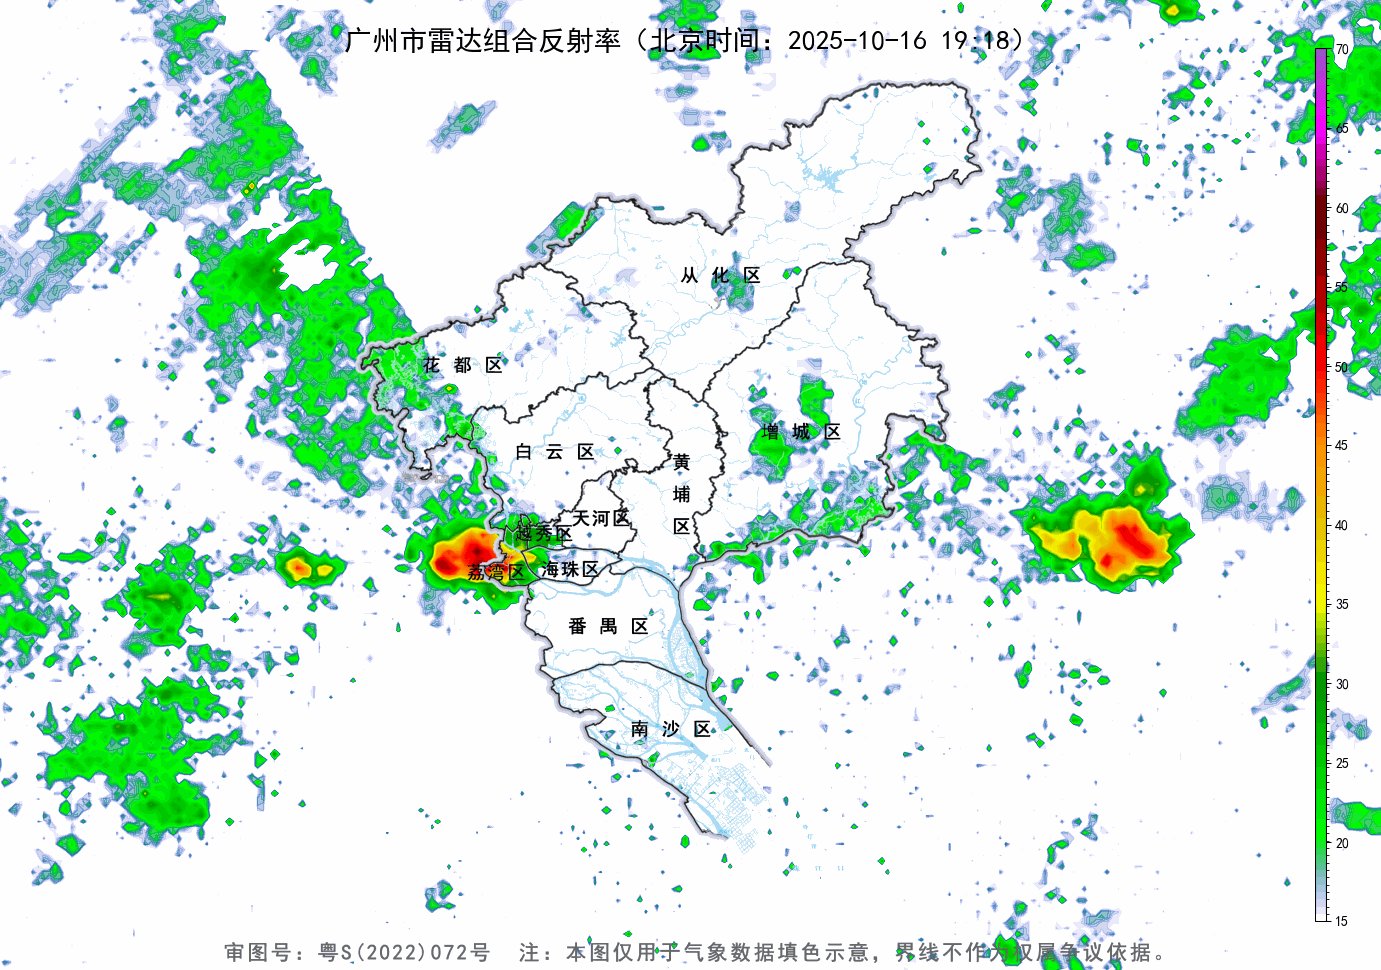 广州市雷达组合反射率（北京时间：2025-10-16 19:18）
70
65
60
55
50
45
40
35
30
25
20
15
从化区
花都区
增城区
白云区
黄埔区
天河区
越秀区
荔湾区
海珠区
番禺区
南沙区
审图号：粤S(2022)072号 注：本图仅用于气象数据填色示意，界线不作为权属争议依据。